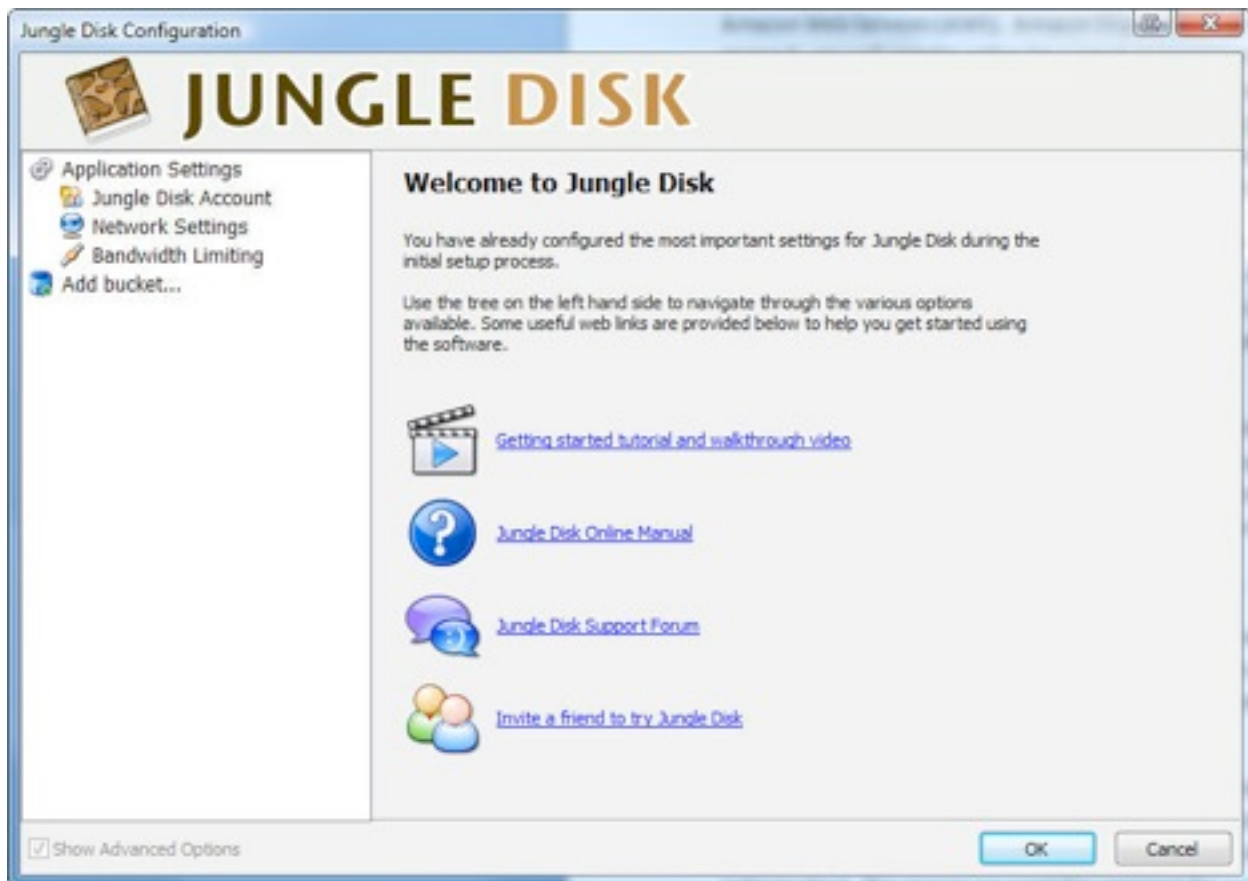 Jungle Disk Configuration
JUNGLE DISK
Application Settings
Jungle Disk Account
Network Settings
Bandwidth Limiting
Add bucket...
Welcome to Jungle Disk
You have already configured the most important settings for Jungle Disk during the
initial setup process.
Use the tree on the left hand side to navigate through the various options
available. Some useful web links are provided below to help you get started using
the software.
Getting started tutorial and walkthrough video
Jungle Disk Online Manual
Jungle Disk Support Forum
Invite a friend to try Jungle Disk
Show Advanced Options
OK
Cancel